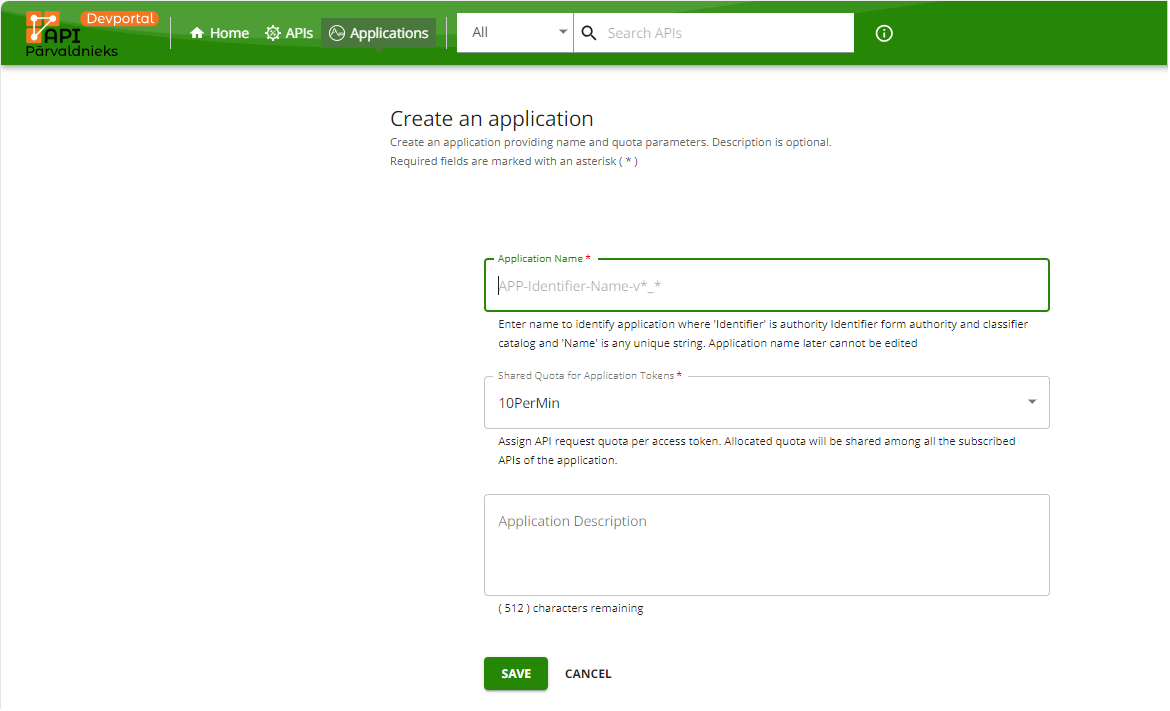 Devportal
API
Pārvaldnieks
Home
APIs
Applications
All
Search APIs
Create an application
Create an application providing name and quota parameters. Description is optional.
Required fields are marked with an asterisk ( * )
Application Name *
APP-Identifier-Name-v*_*
Enter name to identify application where 'Identifier' is authority Identifier form authority and classifier
catalog and 'Name' is any unique string. Application name later cannot be edited
Shared Quota for Application Tokens *
10PerMin
Assign API request quota per access token. Allocated quota will be shared among all the subscribed
APIs of the application.
Application Description
( 512 ) characters remaining
SAVE
CANCEL